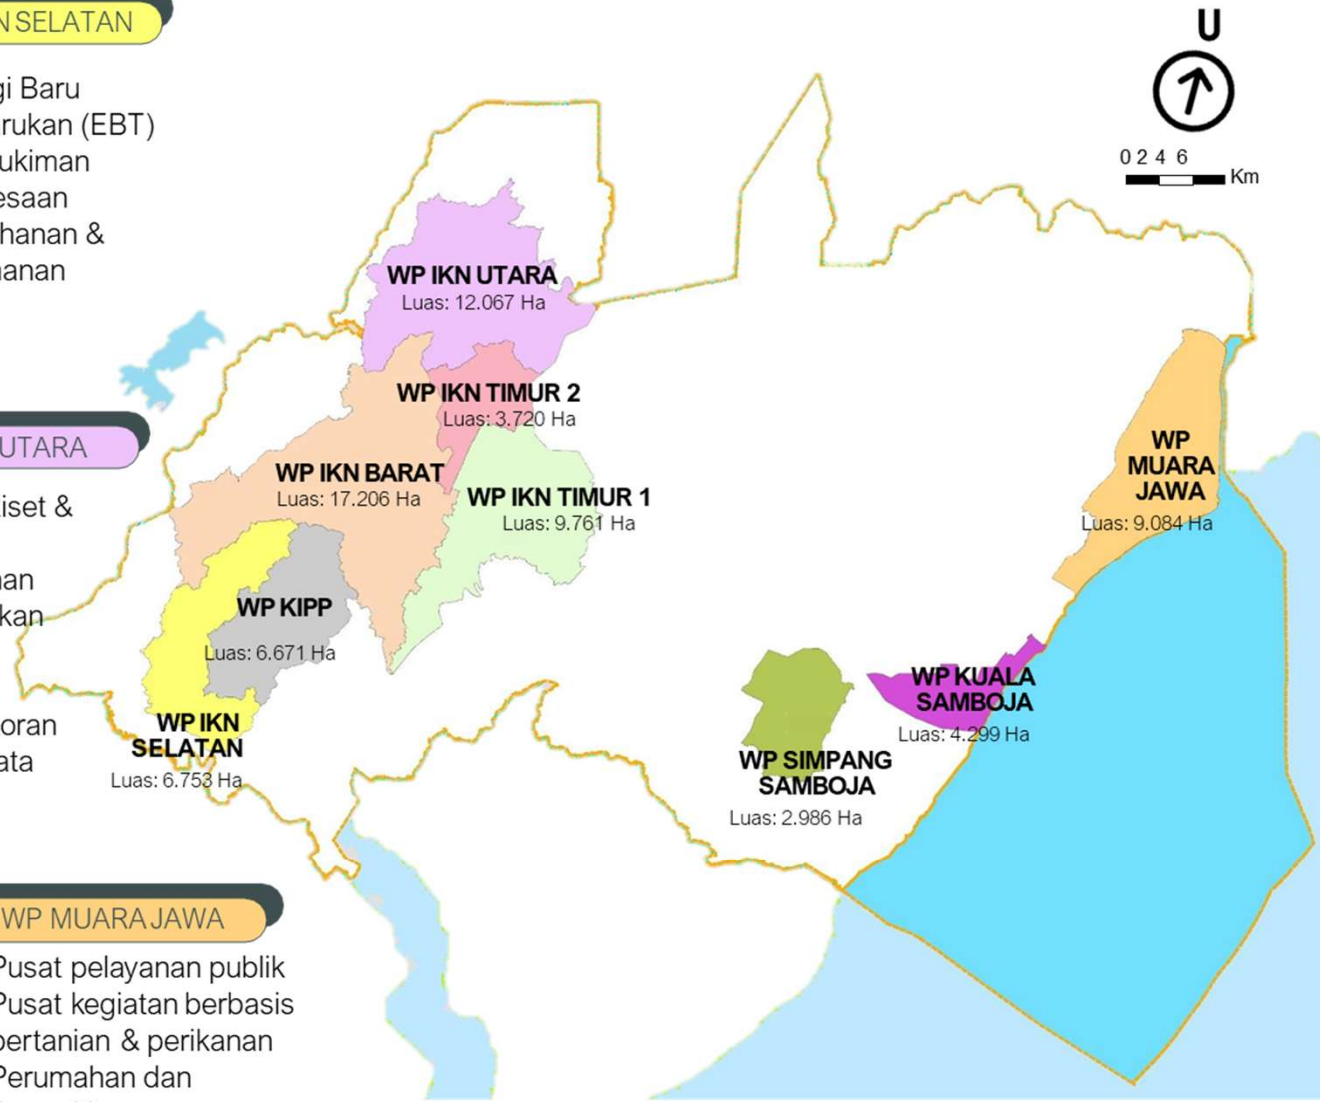 N SELATAN
gi Baru
rukan (EBT)
ukiman
esaan
hanan &
nanan
UTARA
iset &
an
kan
oran
ata
WP MUARA JAWA
Pusat pelayanan publik
Pusat kegiatan berbasis
pertanian & perikanan
Perumahan dan
U
0 2 4 6
Km
WP IKN UTARA
Luas: 12.067 Ha
WP IKN TIMUR 2
Luas: 3.720 Ha
WP IKN BARAT
Luas: 17.206 Ha
WP IKN TIMUR 1
Luas: 9.761 Ha
WP KIPP
Luas: 6.671 Ha
WP IKN
SELATAN
Luas: 6.753 Ha
WP
MUARA
JAWA
Luas: 9.084 Ha
WP KUALA
SAMBOJA
Luas: 4.299 Ha
WP SIMPANG
SAMBOJA
Luas: 2.986 Ha